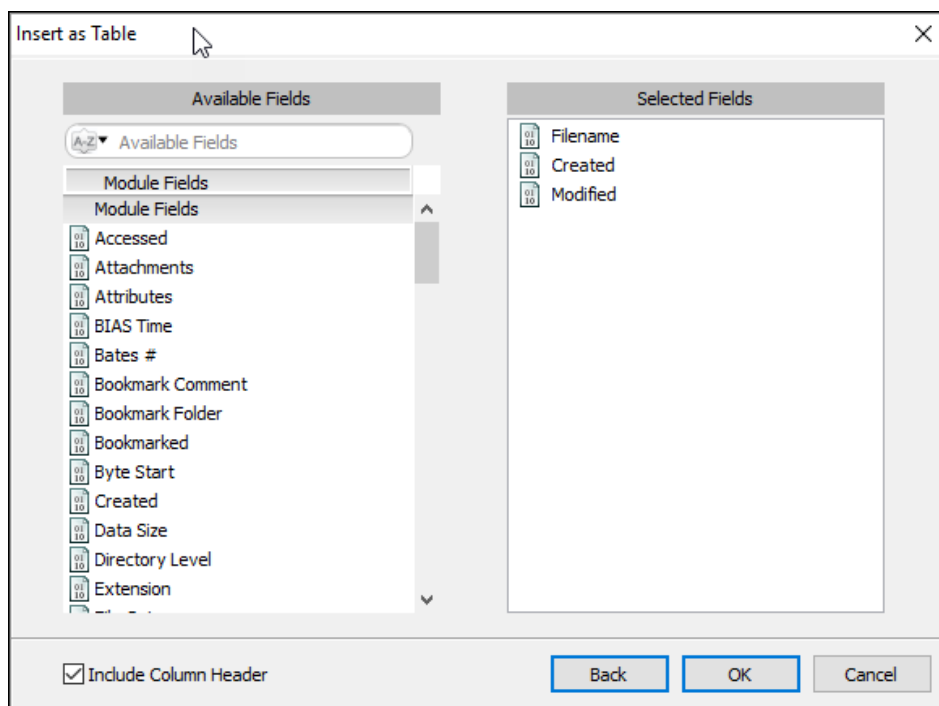 Insert as Table
Available Fields
A-Z Available Fields
Module Fields
Module Fields
Accessed
Attachments
Attributes
BIAS Time
Bates #
Bookmark Comment
Bookmark Folder
Bookmarked
Byte Start
Created
Data Size
Directory Level
Extension
Selected Fields
Filename
Created
Modified
Include Column Header
Back
OK
Cancel